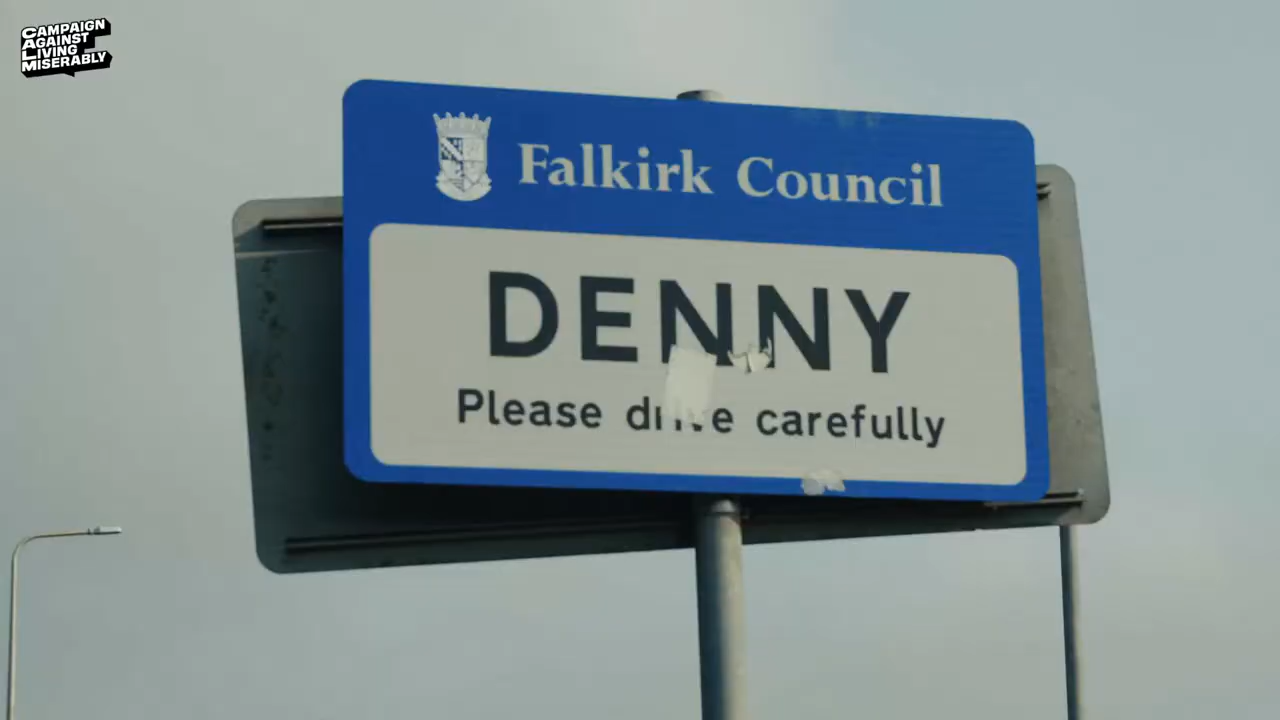 CAMPAIGN
AGAINST
LIVING
MISERABLY
Falkirk Council
DENNY
Please drive carefully